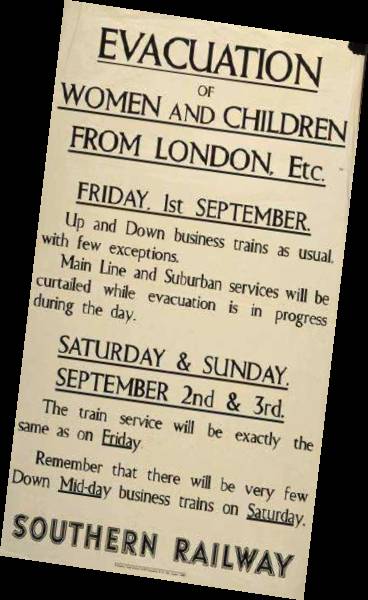 EVACUATION
OF
WOMEN AND CHILDREN
FROM LONDON, Etc.
FRIDAY, 1st SEPTEMBER.
Up and Down business trains as usual,
with few exceptions.
Main Line and Suburban services will be
curtailed while evacuation is in progress
during the day.
SATURDAY & SUNDAY,
SEPTEMBER 2nd & 3rd.
The train service will be exactly the
same as on Friday.
Remember that there will be very few
Down Mid-day business trains on Saturday.
SOUTHERN RAILWAY